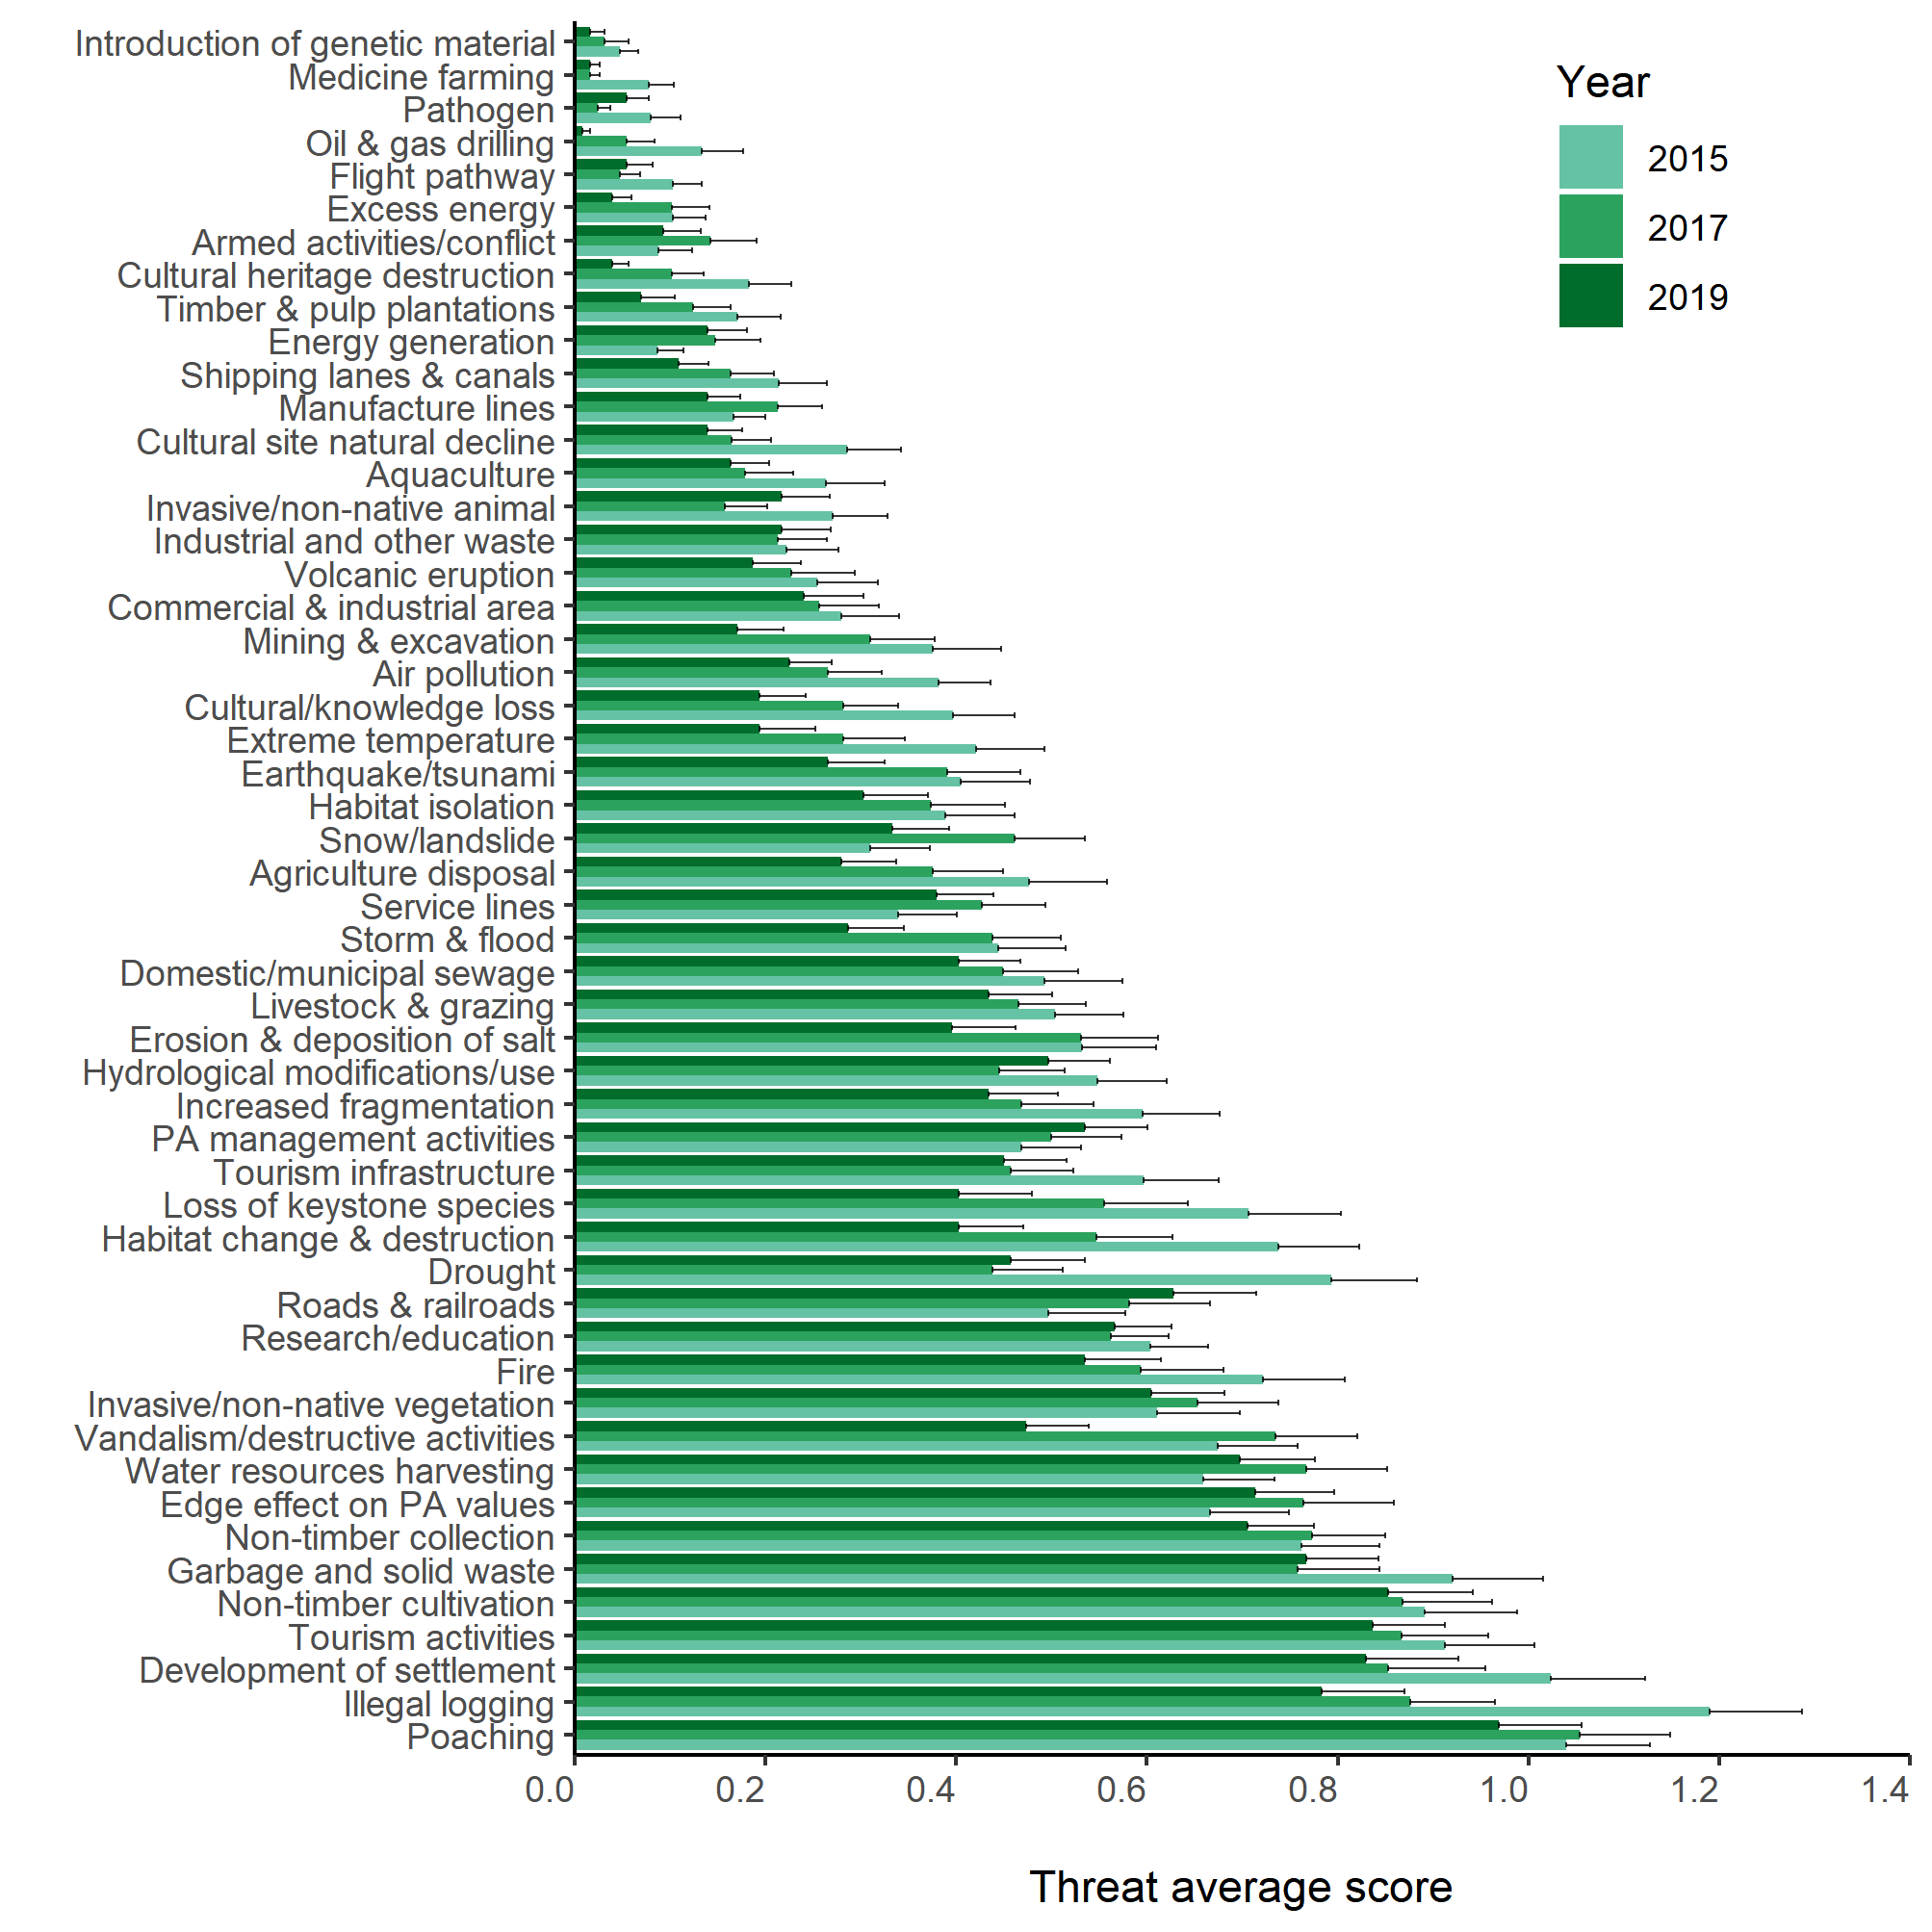 Introduction of genetic material
Medicine farming
Pathogen
Oil & gas drilling
Flight pathway
Excess energy
Armed activities/conflict
Cultural heritage destruction
Timber & pulp plantations
Energy generation
Shipping lanes & canals
Manufacture lines
Cultural site natural decline
Aquaculture
Invasive/non-native animal
Industrial and other waste
Volcanic eruption
Commercial & industrial area
Mining & excavation
Air pollution
Cultural/knowledge loss
Extreme temperature
Earthquake/tsunami
Habitat isolation
Snow/landslide
Agriculture disposal
Service lines
Storm & flood
Domestic/municipal sewage
Livestock & grazing
Erosion & deposition of salt
Hydrological modifications/use
Increased fragmentation
PA management activities
Tourism infrastructure
Loss of keystone species
Habitat change & destruction
Drought
Roads & railroads
Research/education
Fire
Invasive/non-native vegetation
Vandalism/destructive activities
Water resources harvesting
Edge effect on PA values
Non-timber collection
Garbage and solid waste
Non-timber cultivation
Tourism activities
Development of settlement
Illegal logging
Poaching
0.0 0.2 0.4 0.6 0.8 1.0 1.2 1.4
Threat average score
Year
2015
2017
2019